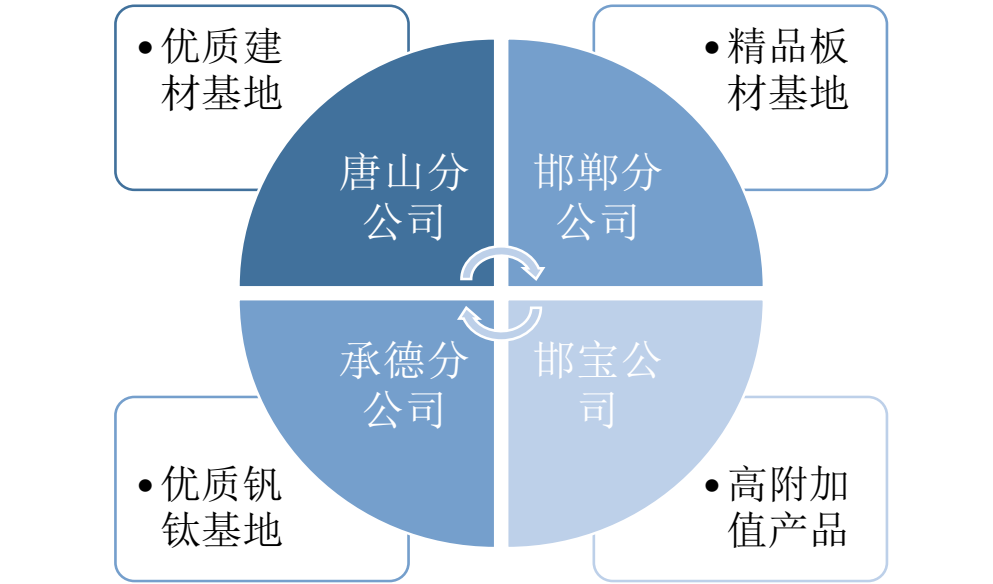 •优质建
材基地
•精品板
材基地
唐山分
公司
邯郸分
公司
承德分
公司
邯宝公
司
•优质钒
钛基地
•高附加
值产品